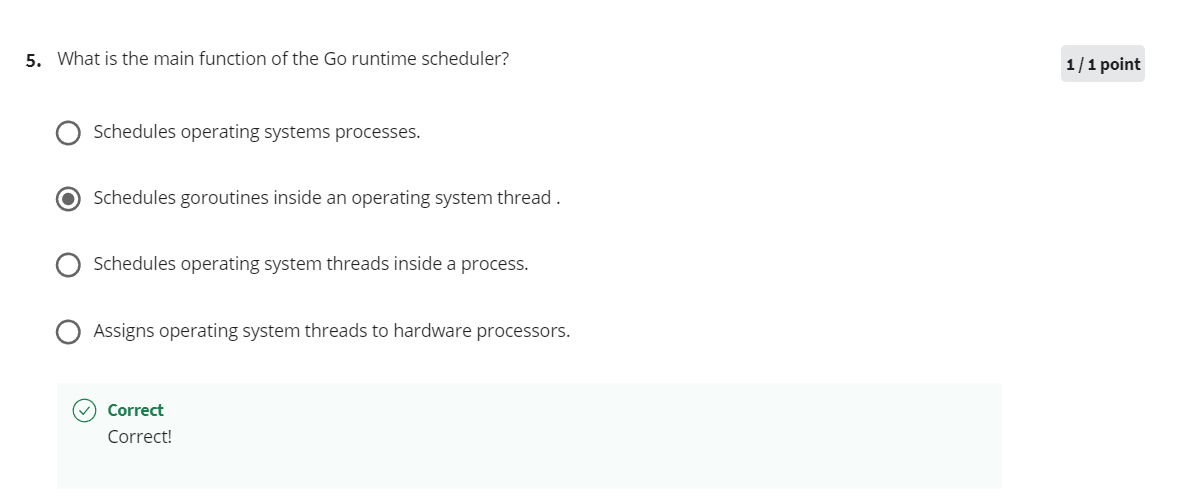 5. What is the main function of the Go runtime scheduler?
1 / 1 point
Schedules operating systems processes.
Schedules goroutines inside an operating system thread .
Schedules operating system threads inside a process.
Assigns operating system threads to hardware processors.
Correct
Correct!